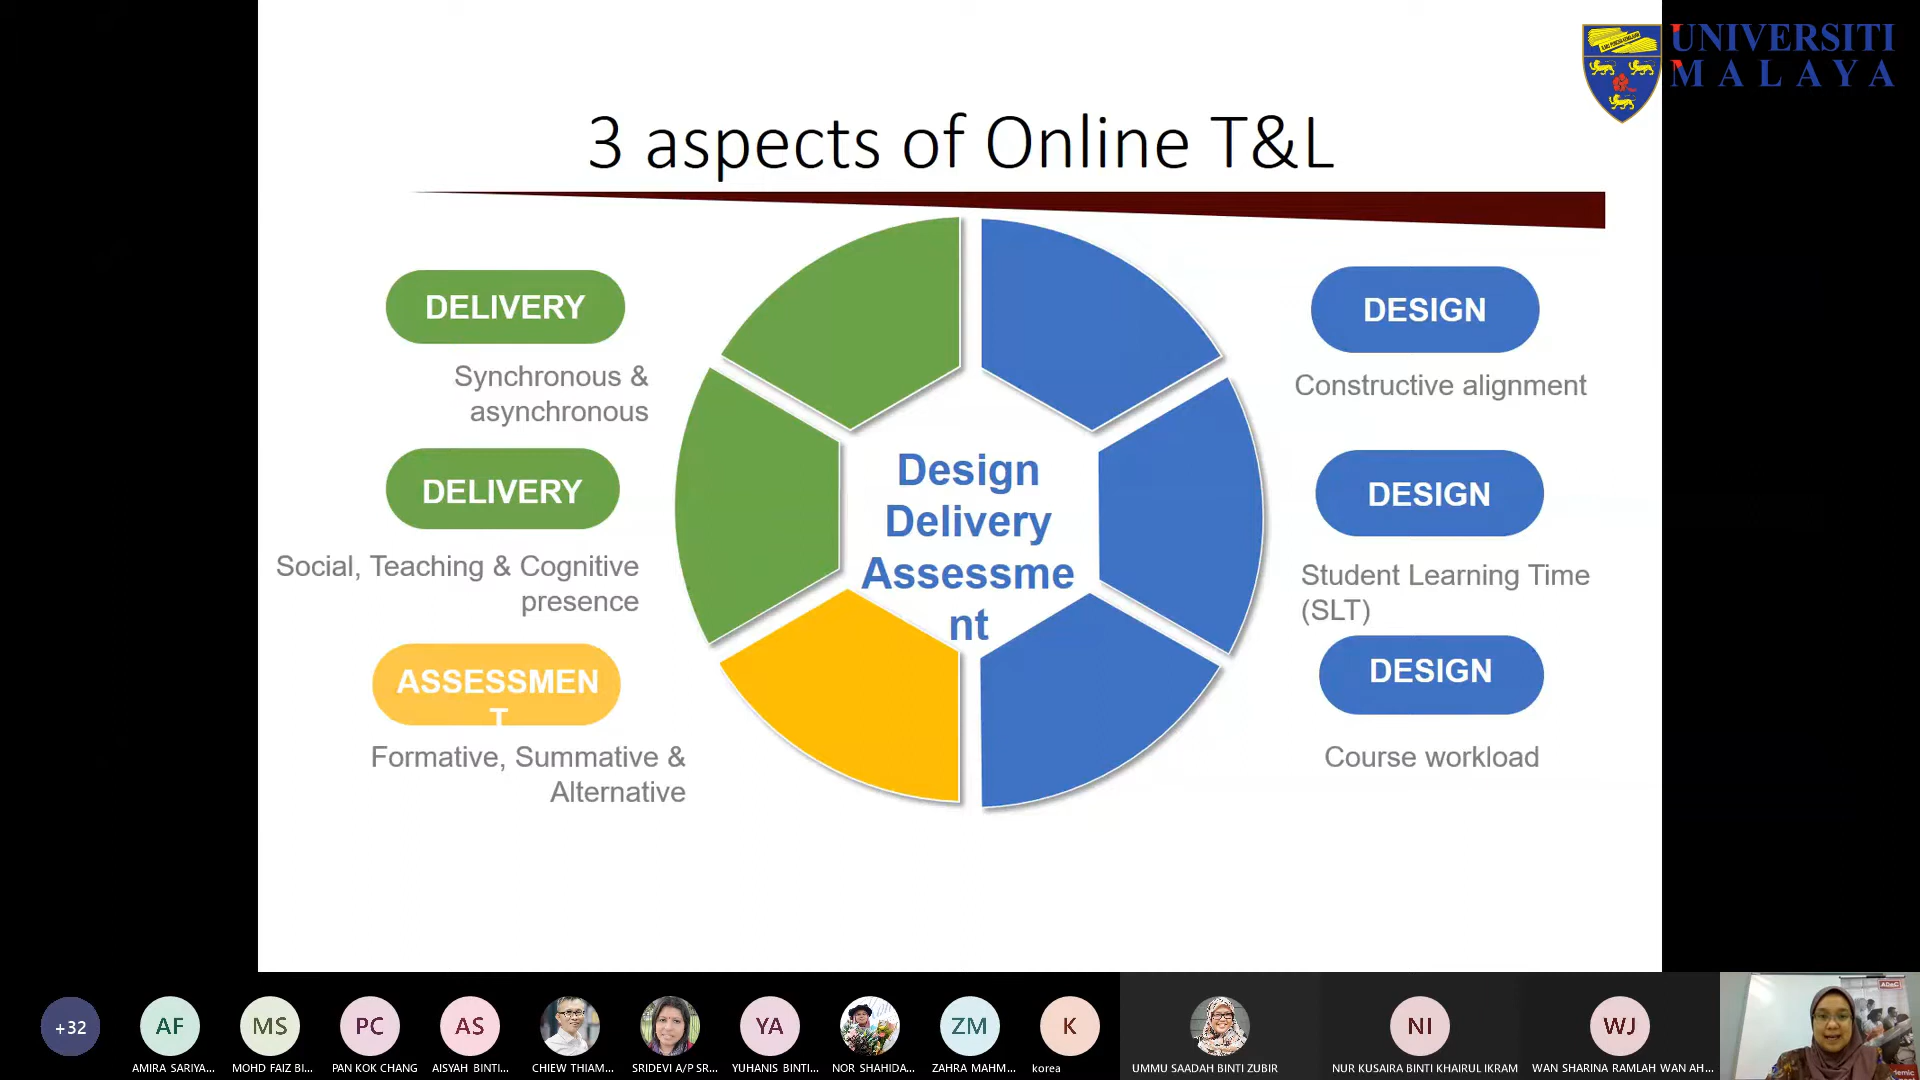 UNIVERSITI
MALAYA
3 aspects of Online T&L
DELIVERY
Synchronous &
asynchronous
DELIVERY
Social, Teaching & Cognitive
presence
ASSESSMEN
T
Formative, Summative &
Alternative
Design
Delivery
Assessme
nt
DESIGN
Constructive alignment
DESIGN
Student Learning Time
(SLT)
DESIGN
Course workload
+32
AF
MS
PC
AS
YA
ZM
K
NI
WJ
AMIRA SARIYA...
MOHD FAIZ BI...
PAN KOK CHANG
AISYAH BINTI...
CHIEW THIAM...
SRIDEVI A/P SR...
YUHANIS BINTI...
NOR SHAHIDA...
ZAHRA MAHM...
korea
UMMU SAADAH BINTI ZUBIR
NUR KUSAIRA BINTI KHAIRUL IKRAM
WAN SHARINA RAMLAH WAN AH...
ADeC